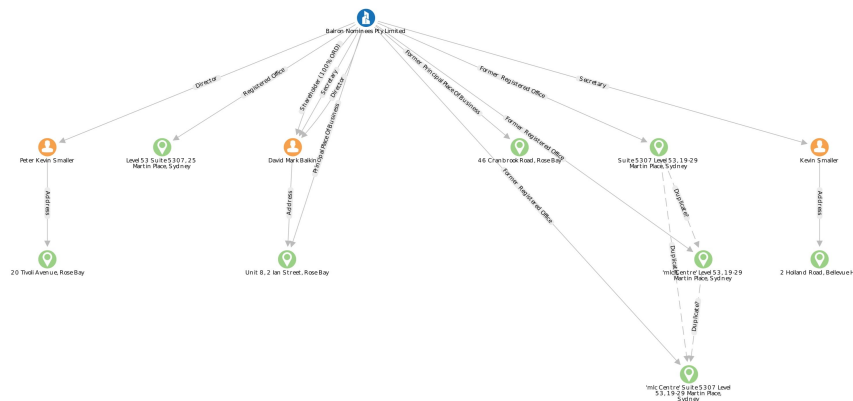 Balron Nominees Pty Limited
Director
Registered Office
Shareholder (100% ORD)
Secretary
Director
Principal Place Of Business
Former Principal Place Of Business
Former Registered Office
Former Registered Office
Former Registered Office
Secretary
Peter Kevin Smaller
Level 53 Suite 5307, 25
Martin Place, Sydney
David Mark Balkin
46 Cranbrook Road, Rose Bay
Suite 5307 Level 53, 19-29
Martin Place, Sydney
Kevin Smaller
Address
Address
Duplicate?
Duplicate?
Address
20 Tivoli Avenue, Rose Bay
Unit 8, 2 Ian Street, Rose Bay
'mlc Centre' Level 53, 19-29
Martin Place, Sydney
2 Holland Road, Bellevue H
Duplicate?
'mlc Centre' Suite 5307 Level
53, 19-29 Martin Place,
Sydney